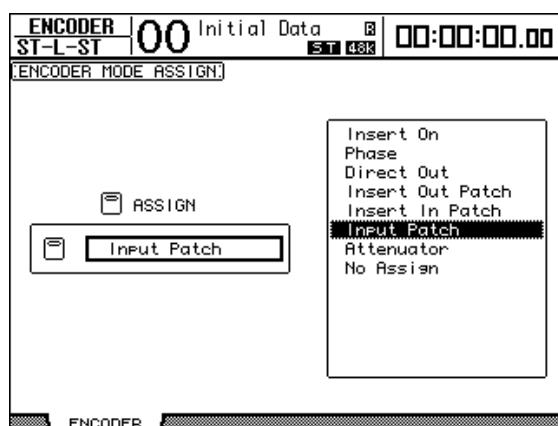 ENCODER
ST-L-ST
00
Initial Data
R
ST 48K
00:00:00.00
ENCODER MODE ASSIGN
ASSIGN
Input Patch
Insert On
Phase
Direct Out
Insert Out Patch
Insert In Patch
Input Patch
Attenuator
No Assign
ENCODER